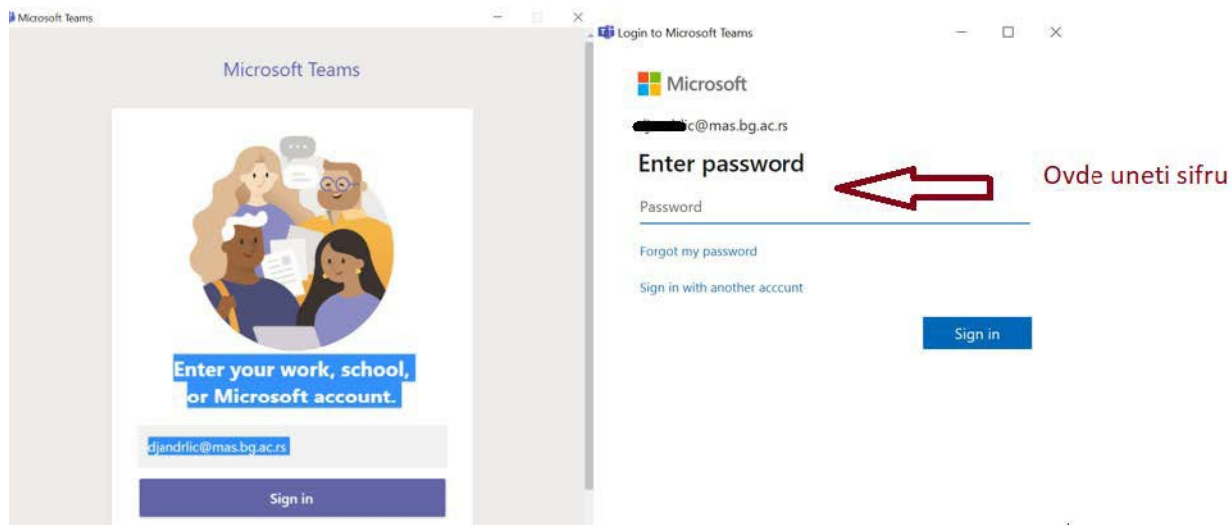 Microsoft Teams
Microsoft Teams
Enter your work, school,
or Microsoft account.
djandrlic@mas.bg.ac.rs
Sign in
Login to Microsoft Teams
Microsoft
ic@mas.bg.ac.rs
Enter password
Password
Forgot my password
Sign in with another account
Sign in
Ovde uneti sifru